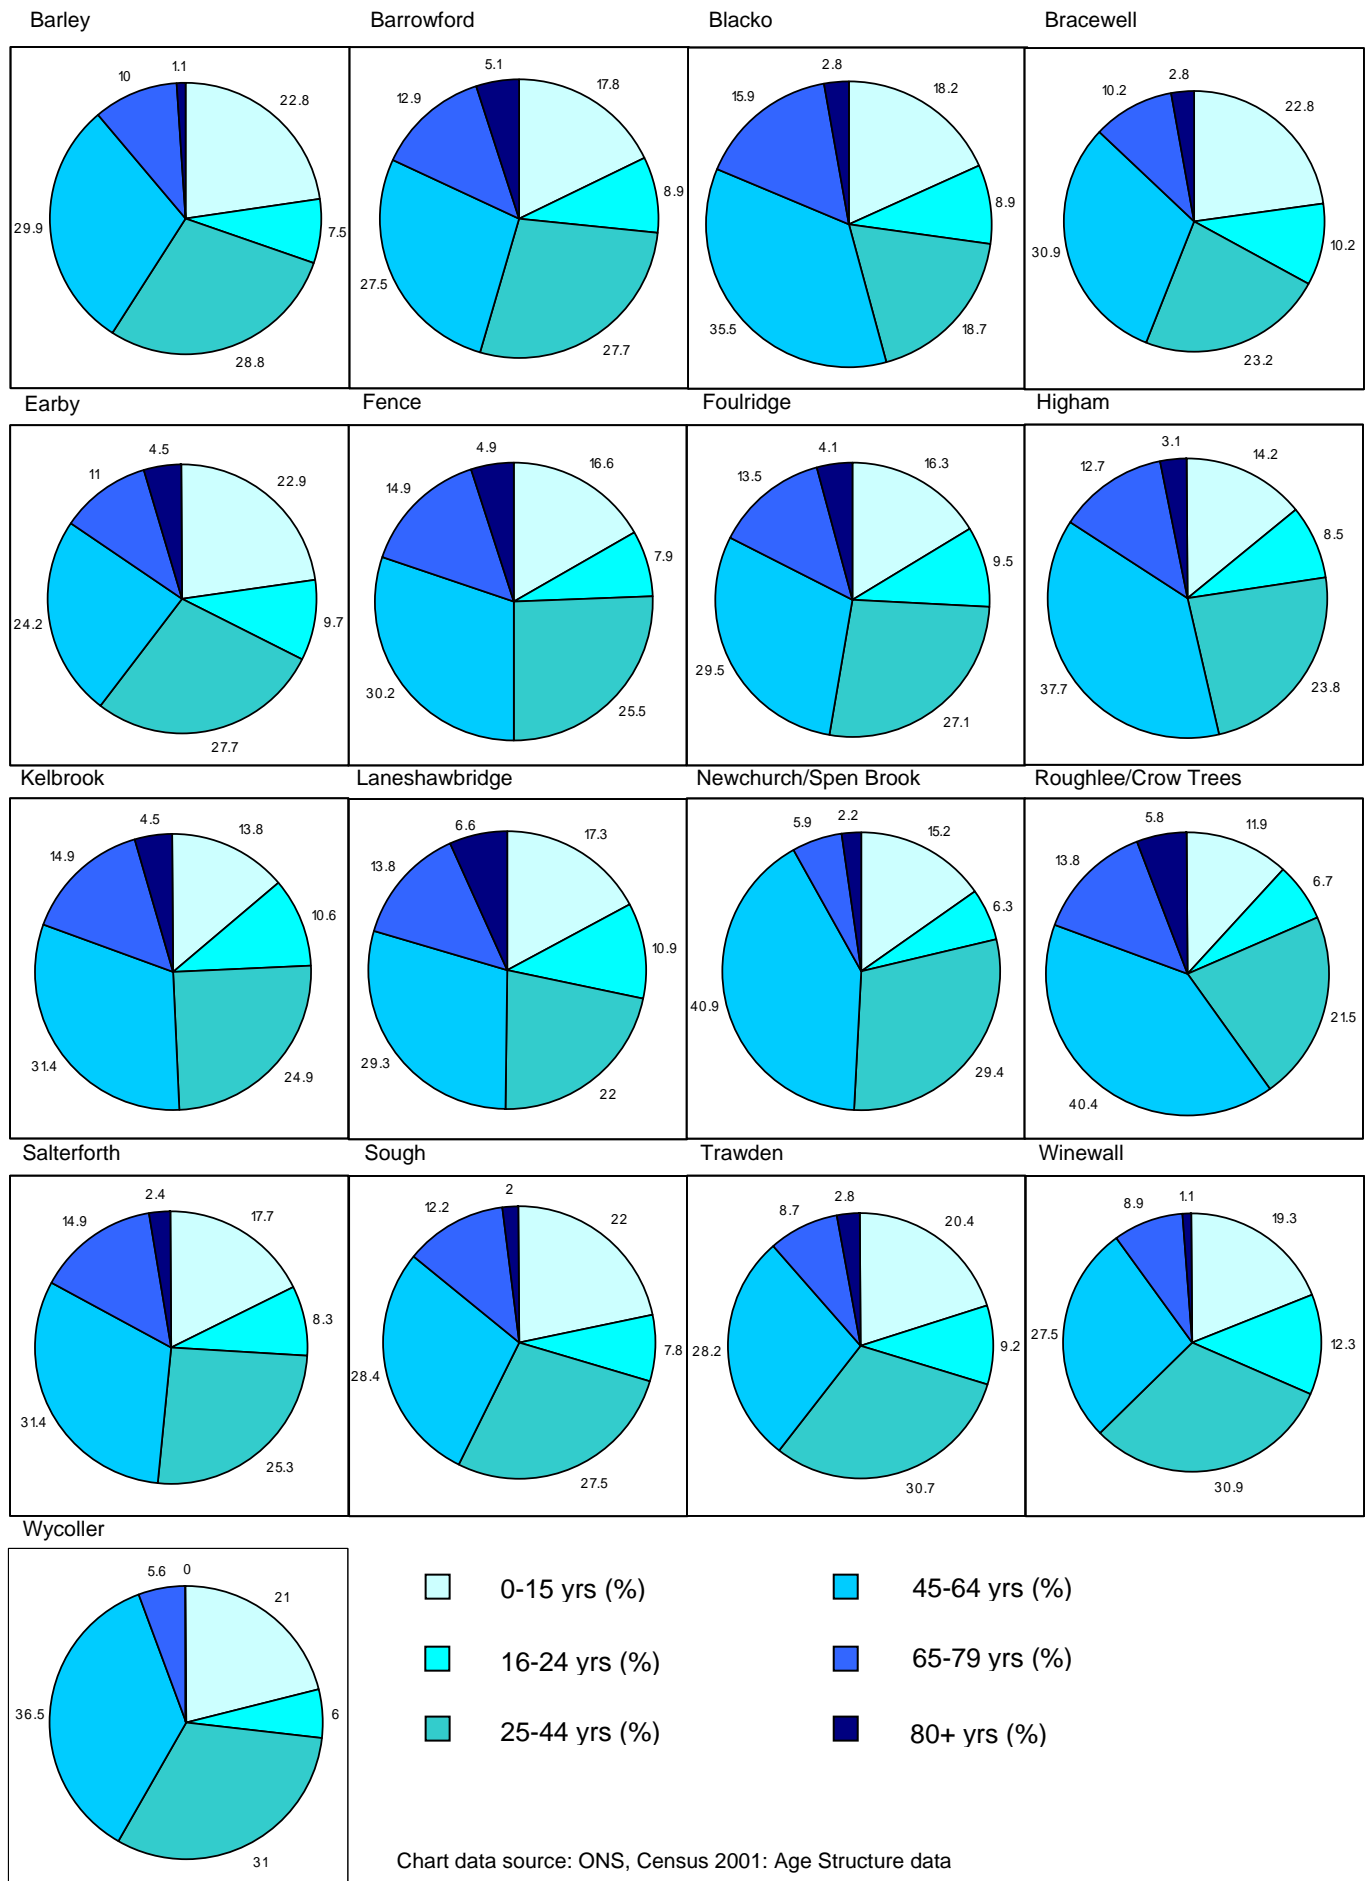 Barley Barrowford Blacko Bracewell
10 1.1 22.8 7.5 28.8 29.9
12.9 5.1 17.8 8.9 27.7 27.5
15.9 2.8 18.2 8.9 18.7 35.5
10.2 2.8 22.8 10.2 23.2 30.9
Earby Fence Foulridge Higham
11 4.5 22.9 9.7 27.7 24.2
14.9 4.9 16.6 7.9 25.5 30.2
13.5 4.1 16.3 9.5 27.1 29.5
12.7 3.1 14.2 8.5 23.8 37.7
Kelbrook Laneshawbridge Newchurch/Spen Brook Roughlee/Crow Trees
14.9 4.5 13.8 10.6 24.9 31.4
13.8 6.6 17.3 10.9 22 29.3
5.9 2.2 15.2 6.3 29.4 40.9
13.8 5.8 11.9 6.7 21.5 40.4
Salterforth Sough Trawden Winewall
14.9 2.4 17.7 8.3 25.3 31.4
12.2 2 22 7.8 27.5 28.4
8.7 2.8 20.4 9.2 30.7 28.2
8.9 1.1 19.3 12.3 30.9 27.5
Wycoller
5.6 0 21 6 31 36.5
0-15 yrs (%) 45-64 yrs (%)
16-24 yrs (%) 65-79 yrs (%)
25-44 yrs (%) 80+ yrs (%)
Chart data source: ONS, Census 2001: Age Structure data